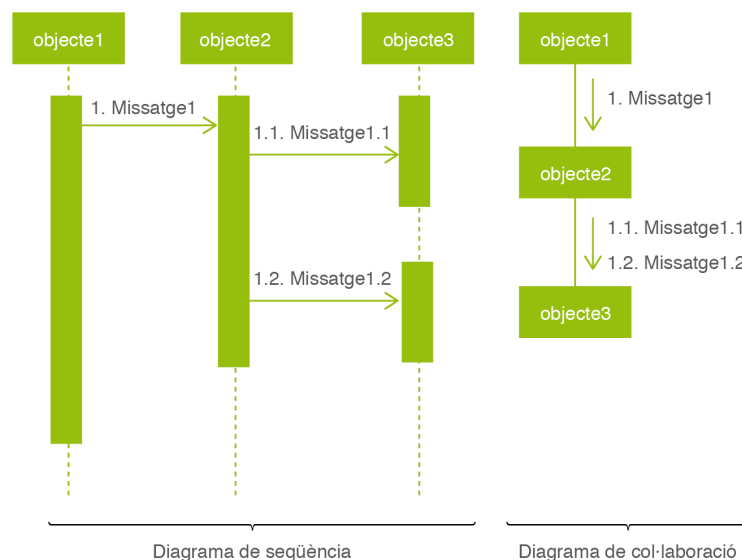 objecte1
objecte2
objecte3
1. Missatge1
1.1. Missatge1.1
1.2. Missatge1.2
Diagrama de seqüència
objecte1
1. Missatge1
objecte2
1.1. Missatge1.1
1.2. Missatge1.2
objecte3
Diagrama de col·laboració